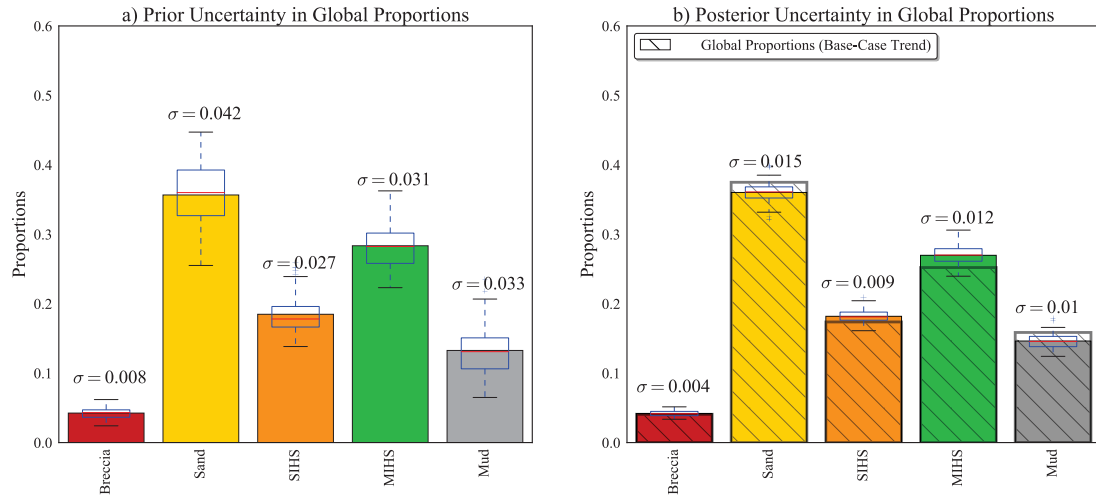 a) Prior Uncertainty in Global Proportions
0.6
0.5
0.4
0.3
0.2
0.1
0.0
Proportions
σ = 0.008
σ = 0.042
σ = 0.027
σ = 0.031
σ = 0.033
Breccia
Sand
SIHS
MIHS
Mud
b) Posterior Uncertainty in Global Proportions
Global Proportions (Base-Case Trend)
0.6
0.5
0.4
0.3
0.2
0.1
0.0
Proportions
σ = 0.004
σ = 0.015
σ = 0.009
σ = 0.012
σ = 0.01
Breccia
Sand
SIHS
MIHS
Mud